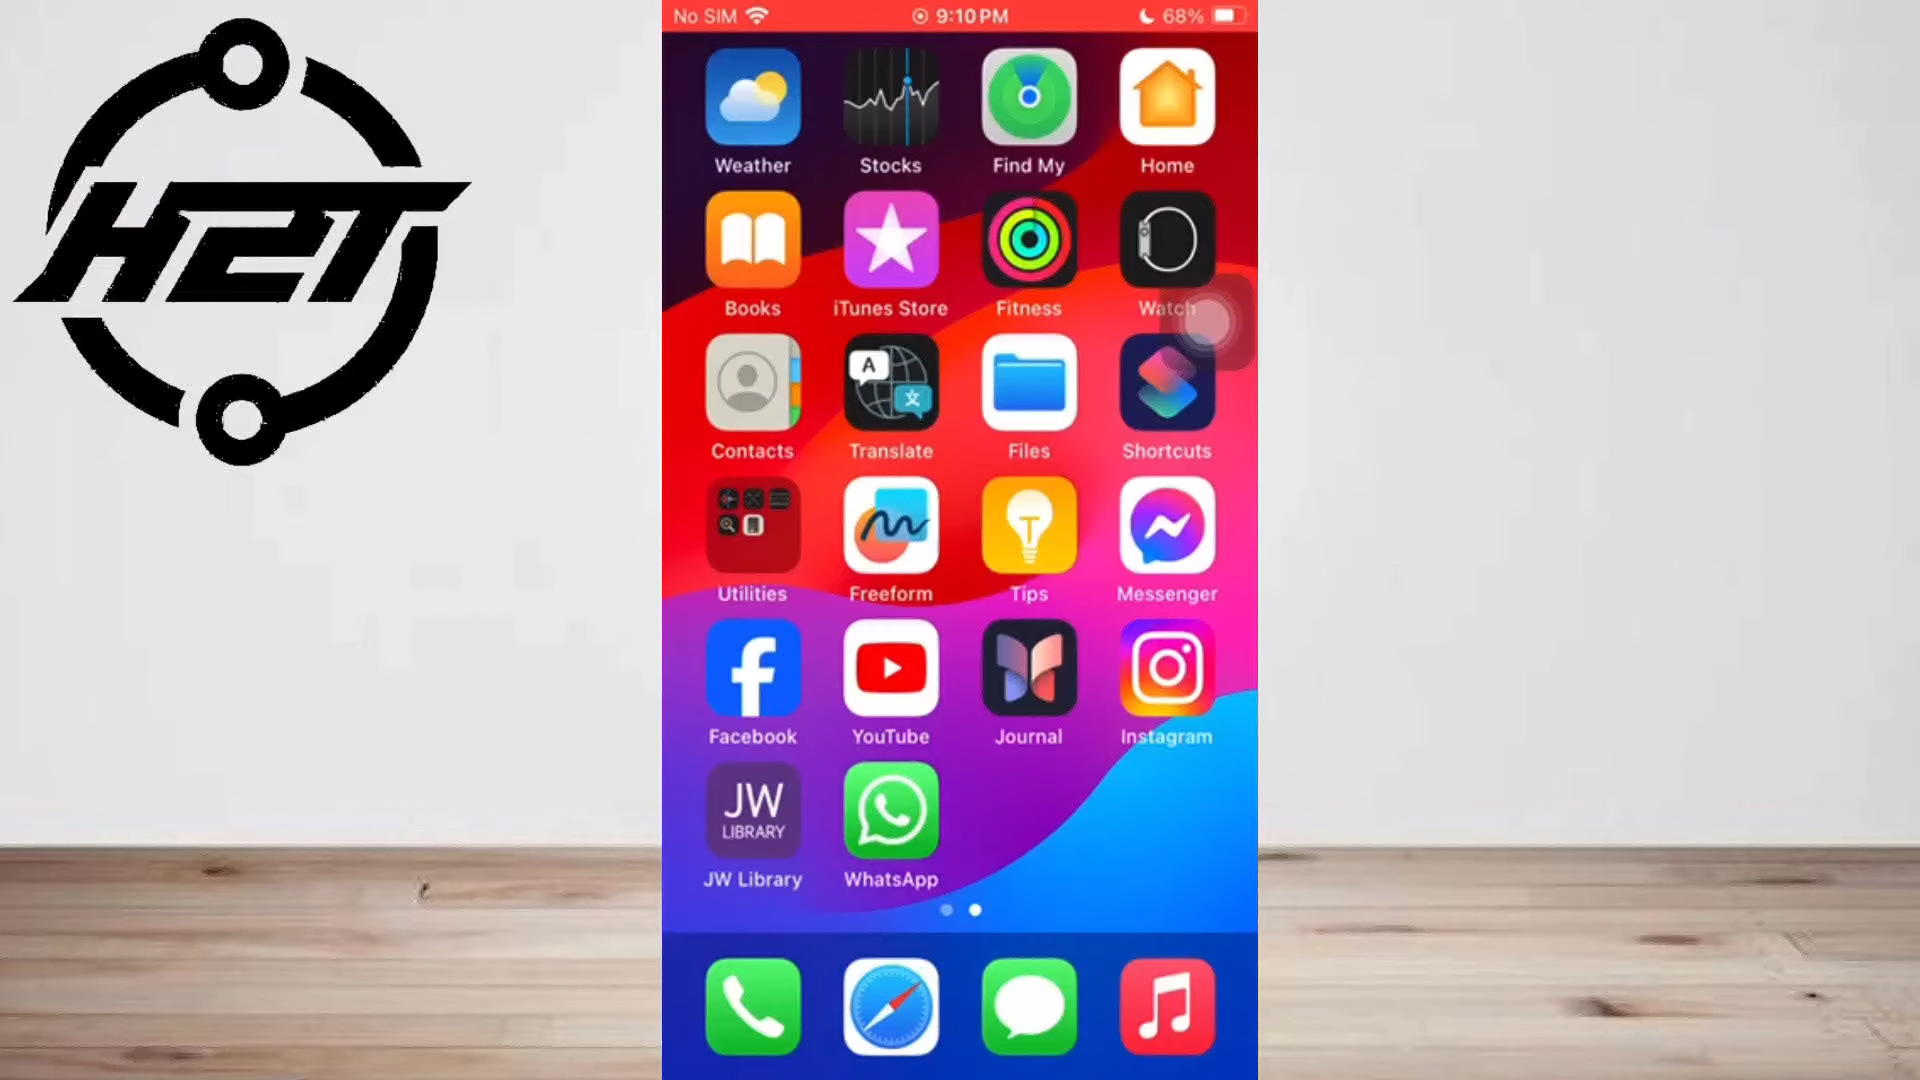 H2T
No SIM 9:10 PM 68%
Weather Stocks Find My Home
Books iTunes Store Fitness Watch
A
文
Contacts Translate Files Shortcuts
Utilities Freeform Tips Messenger
Facebook YouTube Journal Instagram
JW
LIBRARY
JW Library WhatsApp